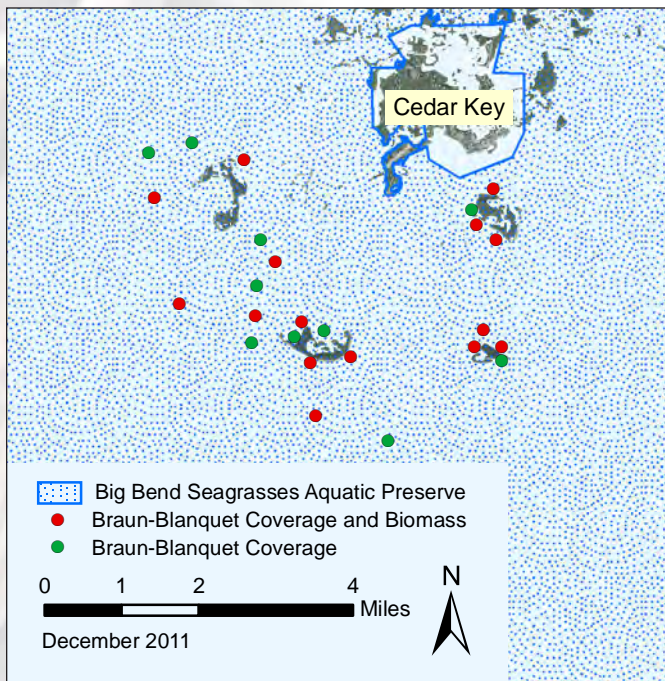 Cedar Key
Big Bend Seagrasses Aquatic Preserve
Braun-Blanquet Coverage and Biomass
Braun-Blanquet Coverage
0 1 2 4
Miles
N
December 2011